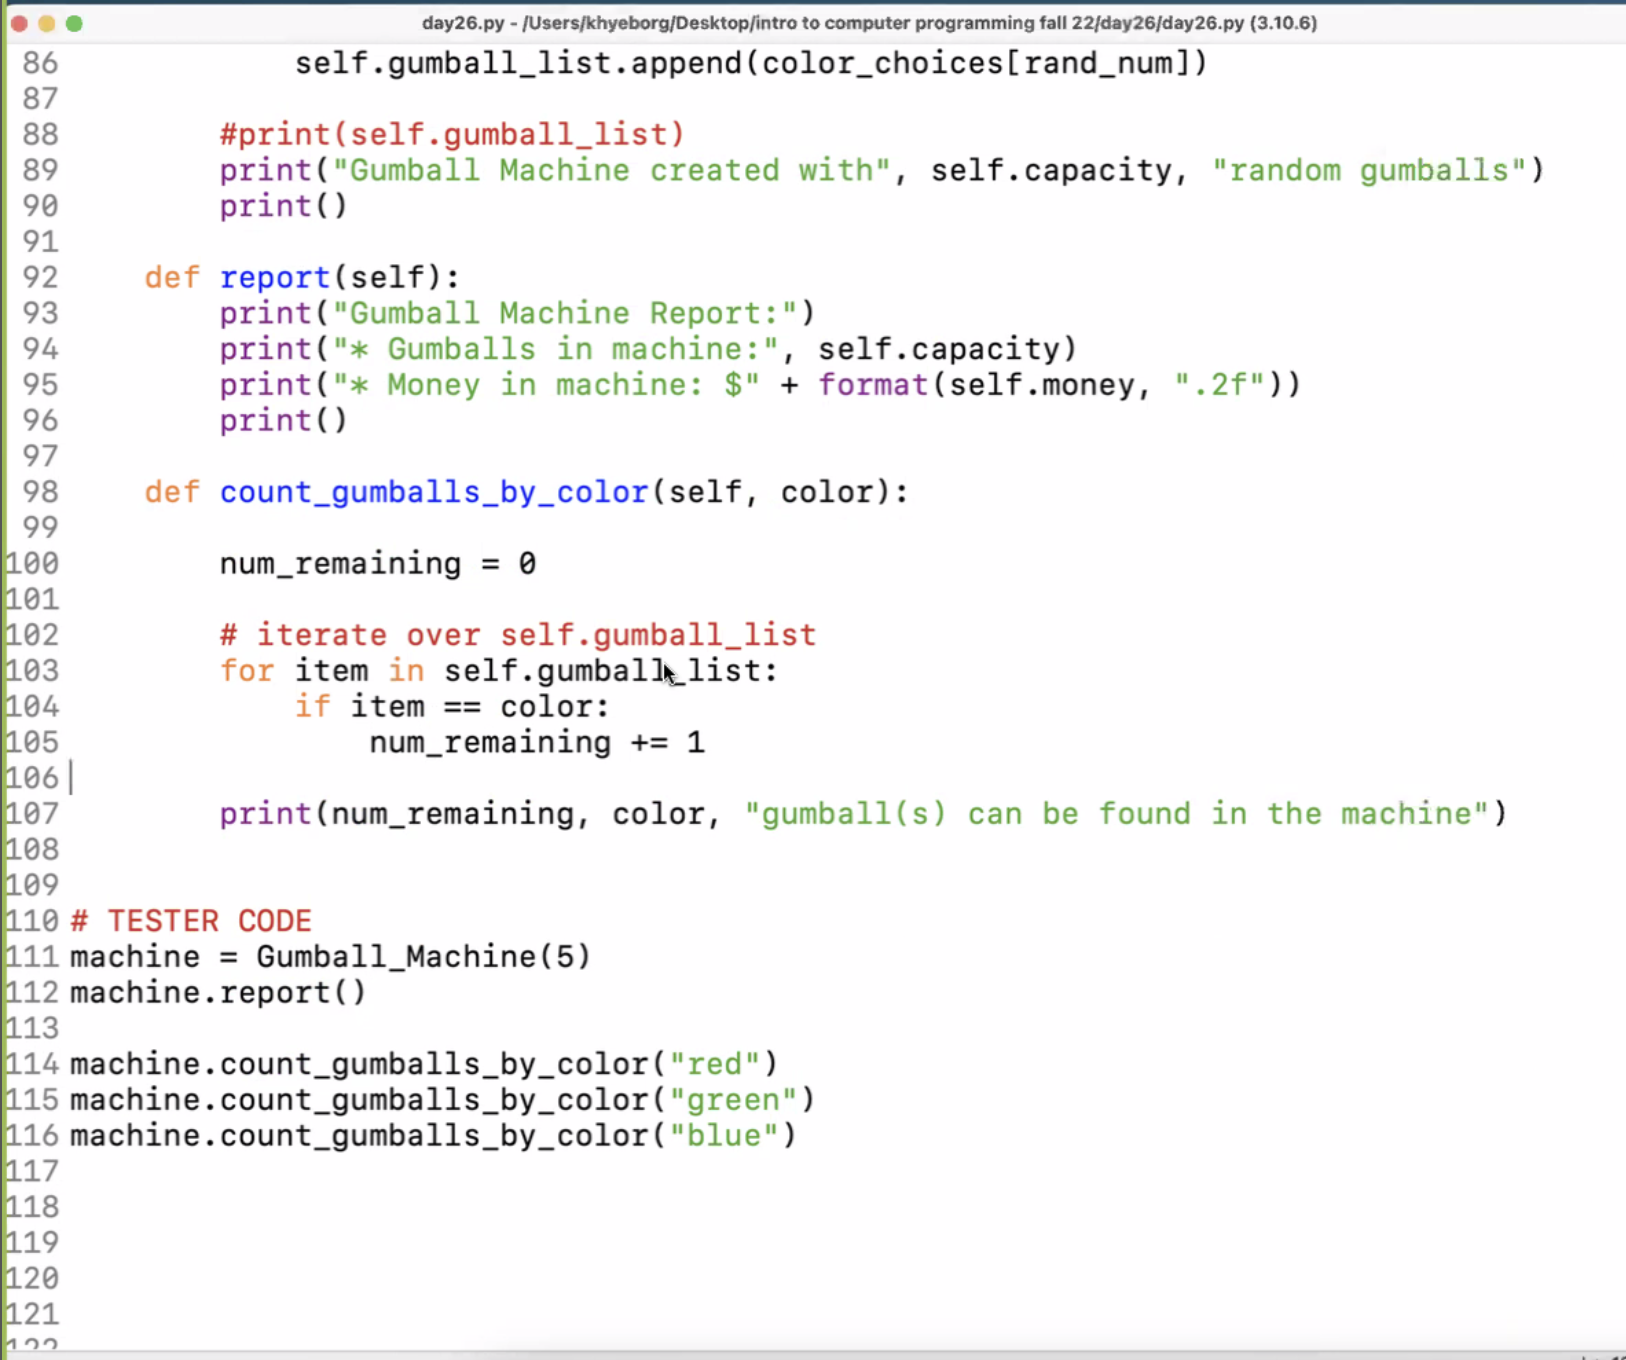 day26.py - /Users/khyeborg/Desktop/intro to computer programming fall 22/day26/day26.py (3.10.6)
86             self.gumball_list.append(color_choices[rand_num])
87
88         #print(self.gumball_list)
89         print("Gumball Machine created with", self.capacity, "random gumballs")
90         print()
91
92     def report(self):
93         print("Gumball Machine Report:")
94         print("* Gumballs in machine:", self.capacity)
95         print("* Money in machine: $" + format(self.money, ".2f"))
96         print()
97
98     def count_gumballs_by_color(self, color):
99
100         num_remaining = 0
101
102         # iterate over self.gumball_list
103         for item in self.gumball_list:
104             if item == color:
105                 num_remaining += 1
106
107         print(num_remaining, color, "gumball(s) can be found in the machine")
108
109
110 # TESTER CODE
111 machine = Gumball_Machine(5)
112 machine.report()
113
114 machine.count_gumballs_by_color("red")
115 machine.count_gumballs_by_color("green")
116 machine.count_gumballs_by_color("blue")
117
118
119
120
121